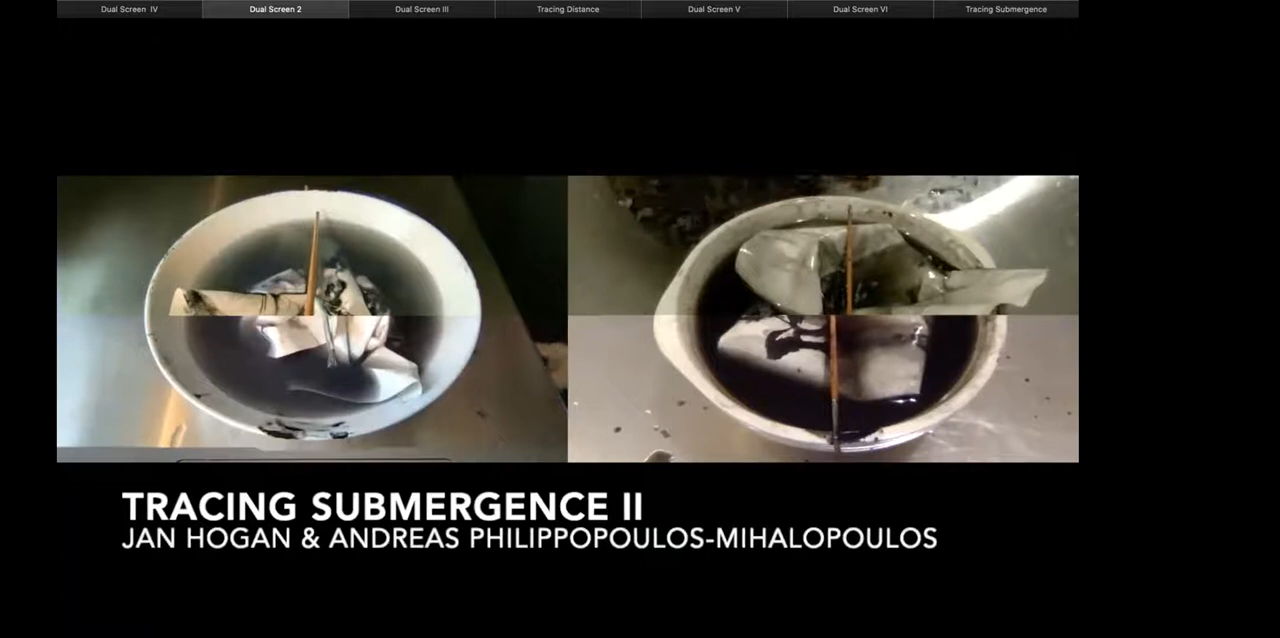 Dual Screen IV
Dual Screen 2
Dual Screen III
Tracing Distance
Dual Screen V
Dual Screen VI
Tracing Submergence
TRACING SUBMERGENCE II
JAN HOGAN & ANDREAS PHILIPPOPOULOS-MIHALOPOULOS